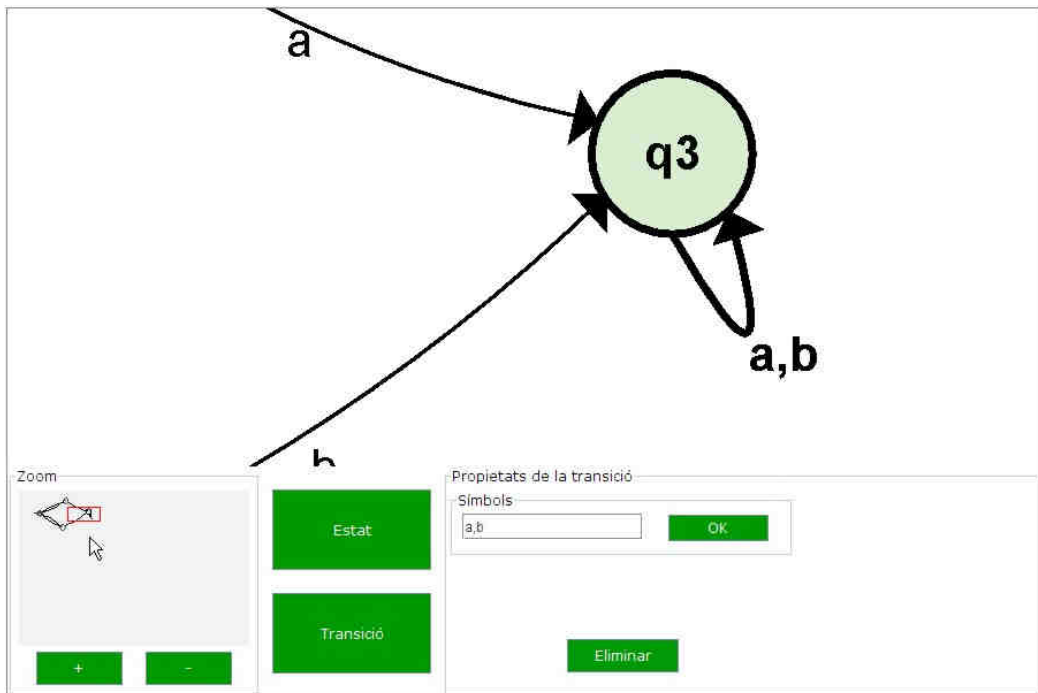 a
q3
a,b
b
Zoom
Propietats de la transició
Símbols
a,b
OK
Estat
Transició
Eliminar
+
-